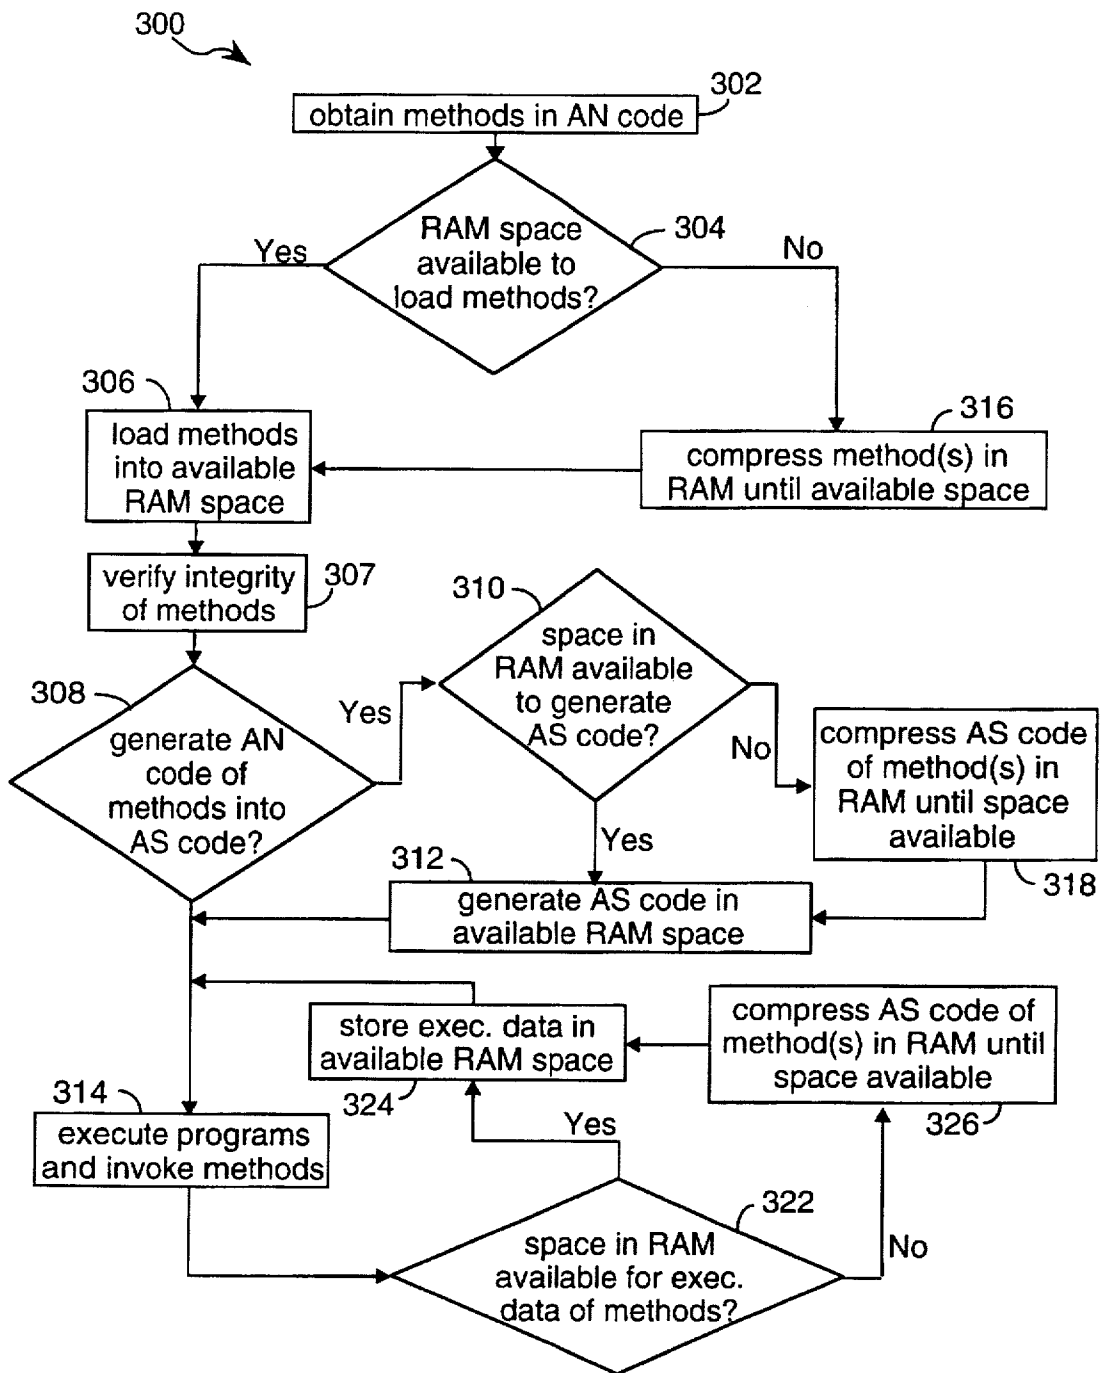 300
302
obtain methods in AN code
RAM space
available to
load methods?
304
Yes
No
306
load methods
into available
RAM space
316
compress method(s) in
RAM until available space
verify integrity
of methods
307
310
space in
RAM available
to generate
AS code?
308
generate AN
code of
methods into
AS code?
Yes
No
compress AS code
of method(s) in
RAM until space
available
318
Yes
312
generate AS code in
available RAM space
store exec. data in
available RAM space
324
compress AS code of
method(s) in RAM until
space available
326
314
execute programs
and invoke methods
Yes
322
space in RAM
available for exec.
data of methods?
No